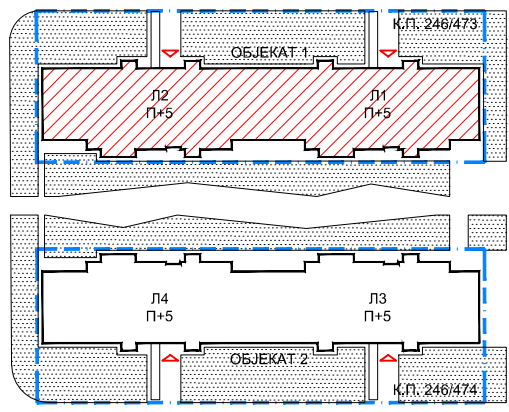 К.П. 246/473
ОБЈЕКАТ 1
Л2
П+5
Л1
П+5
Л4
П+5
Л3
П+5
ОБЈЕКАТ 2
К.П. 246/474